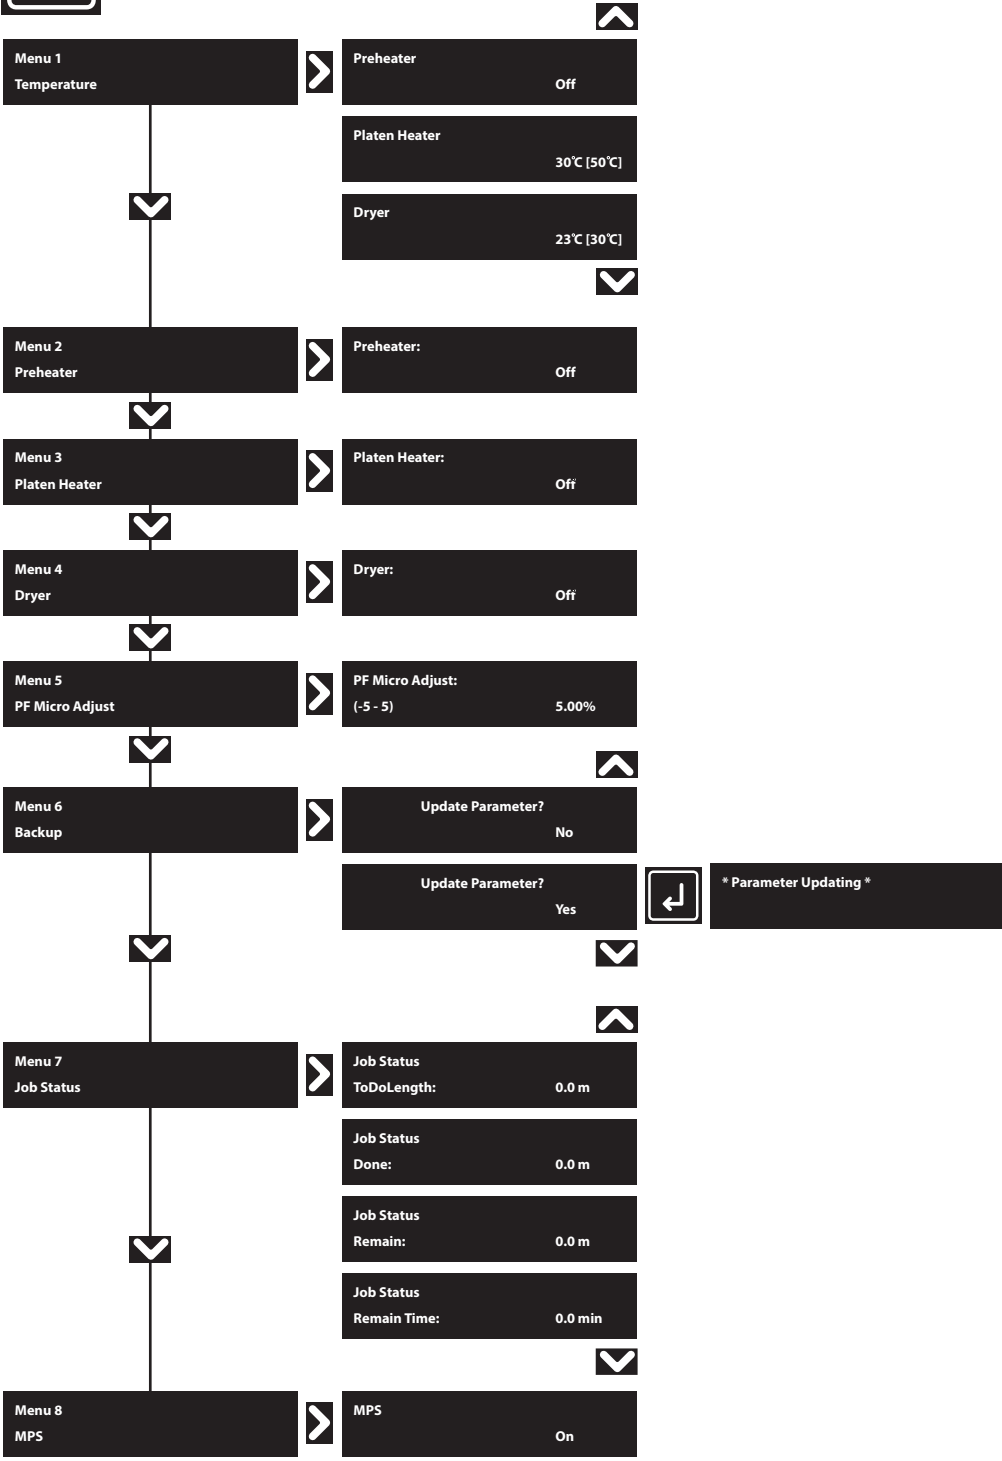 Menu 1
Temperature
Preheater
Off
Platen Heater
30℃ [50℃]
Dryer
23℃ [30℃]
Menu 2
Preheater
Preheater:
Off
Menu 3
Platen Heater
Platen Heater:
Off
Menu 4
Dryer
Dryer:
Off
Menu 5
PF Micro Adjust
PF Micro Adjust:
(-5 - 5) 5.00%
Menu 6
Backup
Update Parameter?
No
Update Parameter?
Yes
* Parameter Updating *
Menu 7
Job Status
Job Status
ToDoLength: 0.0 m
Job Status
Done: 0.0 m
Job Status
Remain: 0.0 m
Job Status
Remain Time: 0.0 min
Menu 8
MPS
MPS
On